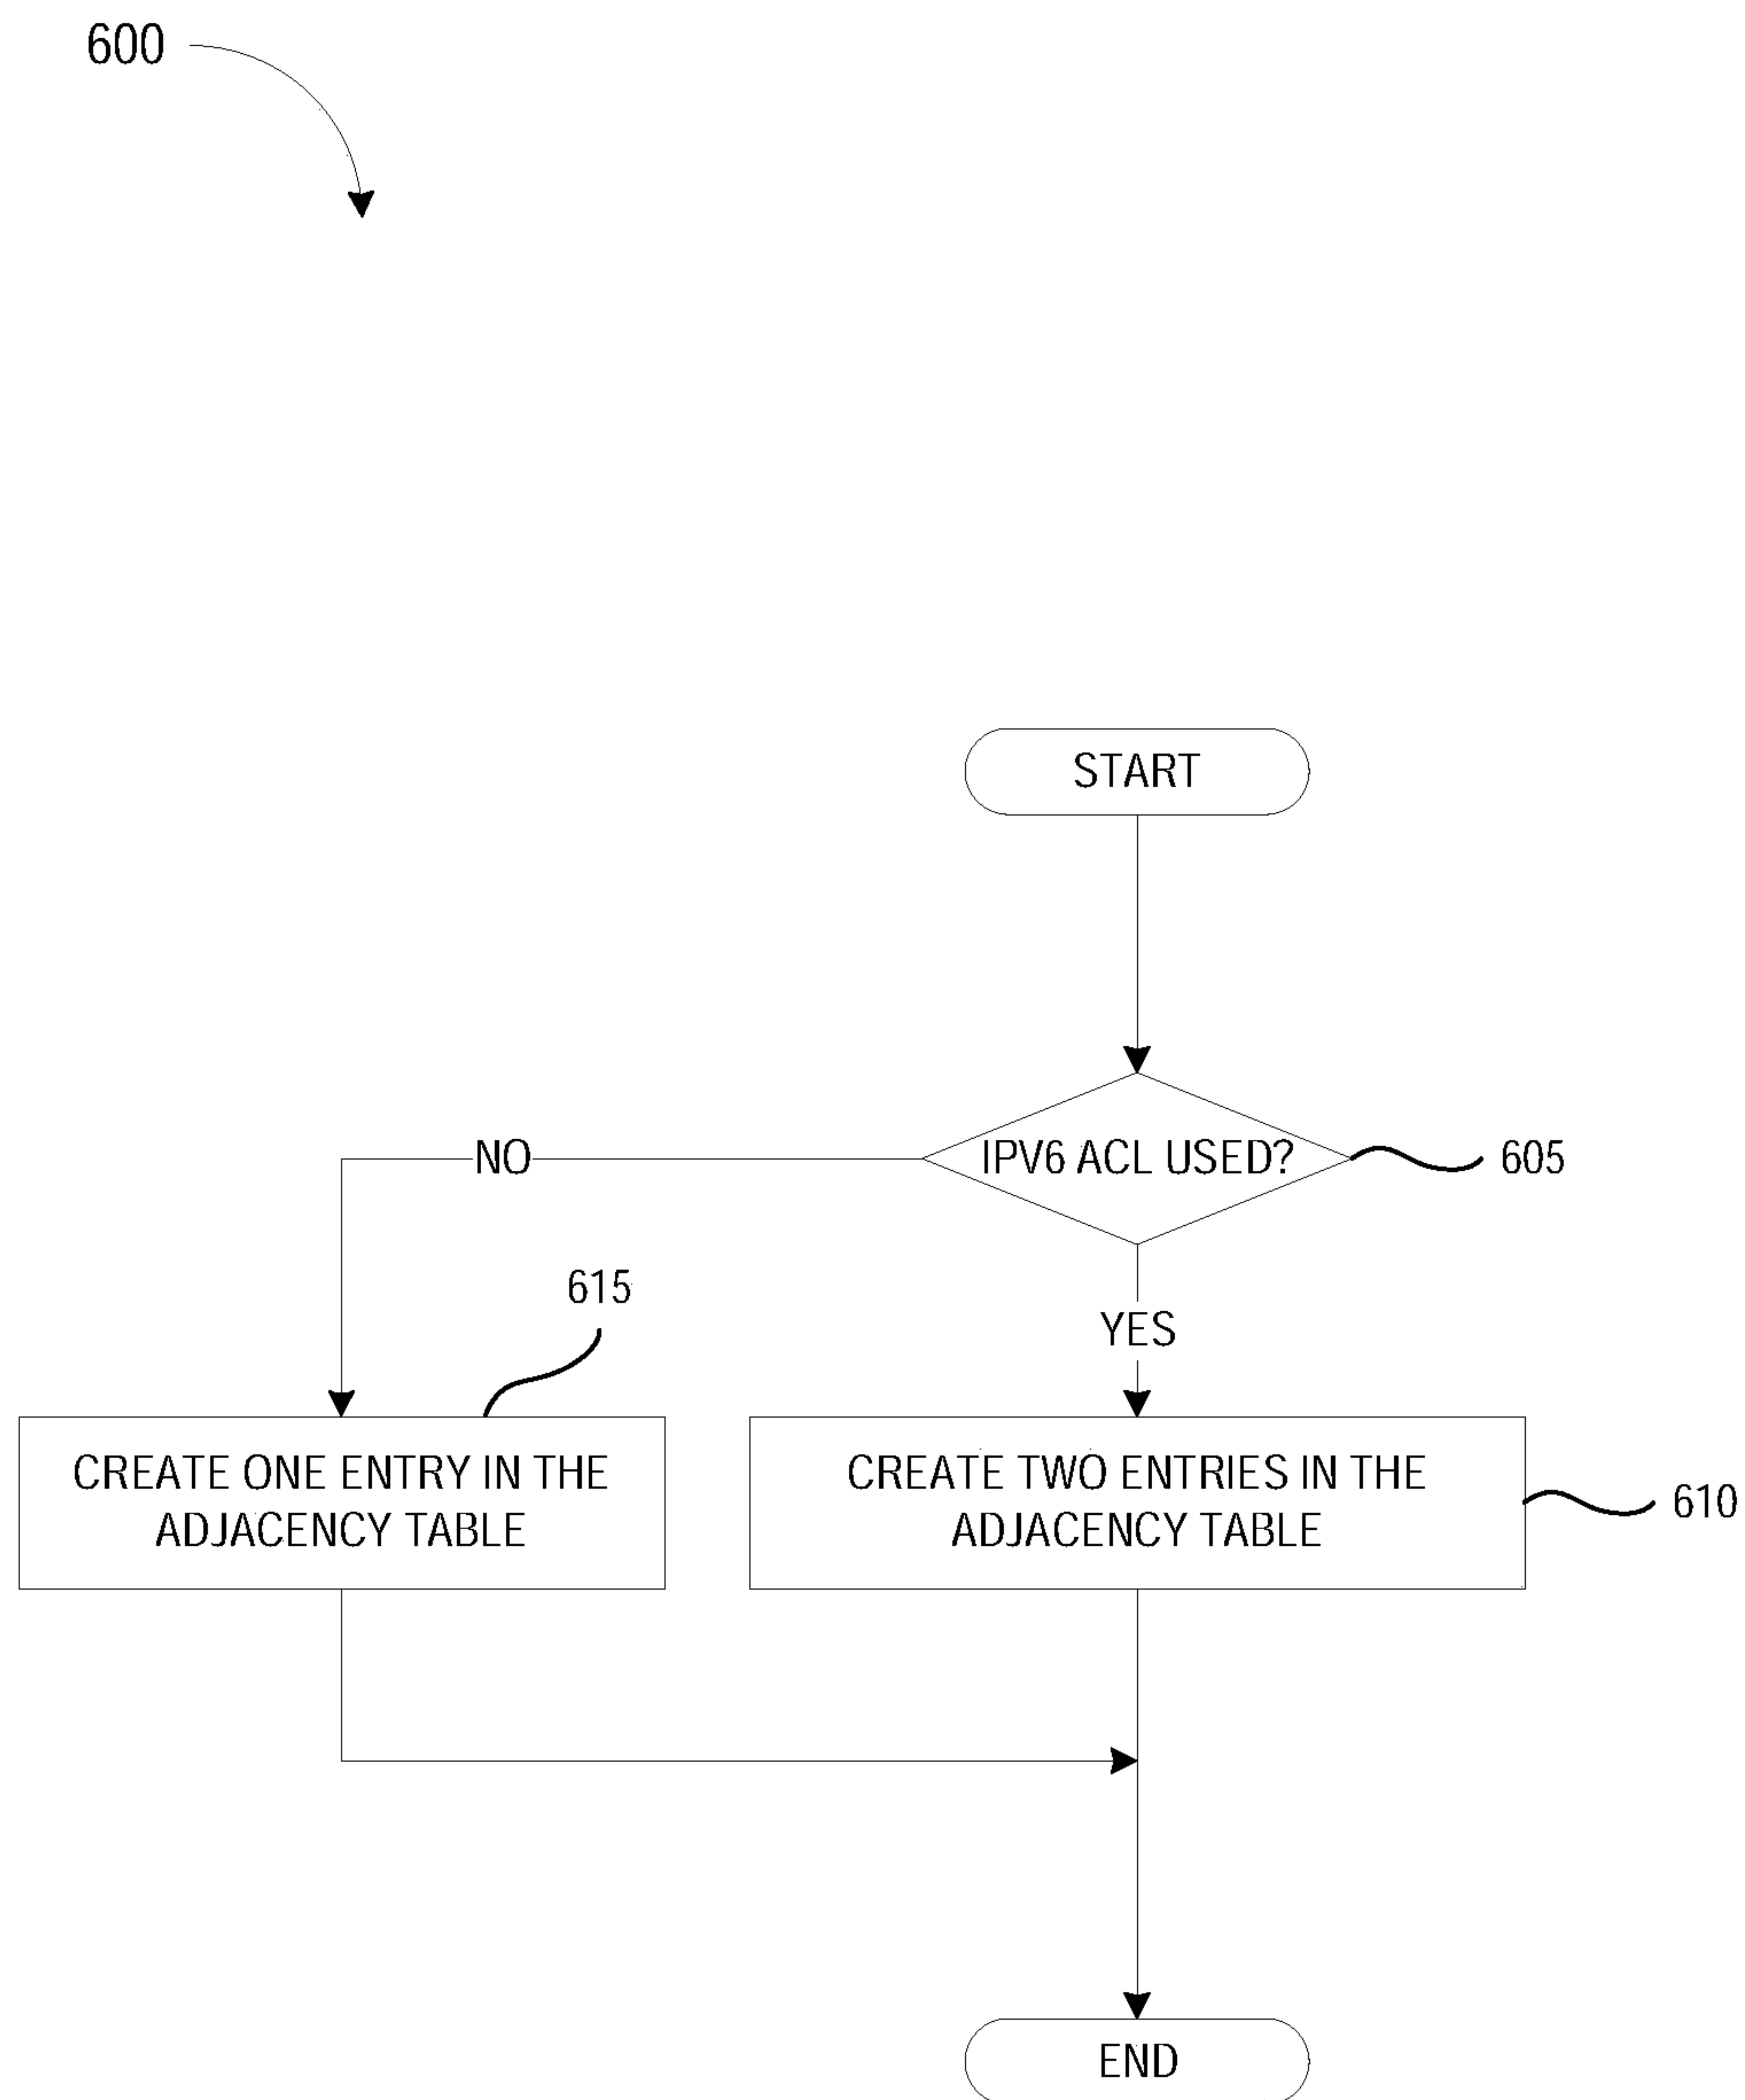 600
START
IPV6 ACL USED?
605
NO
615
YES
CREATE ONE ENTRY IN THE
ADJACENCY TABLE
CREATE TWO ENTRIES IN THE
ADJACENCY TABLE
610
END